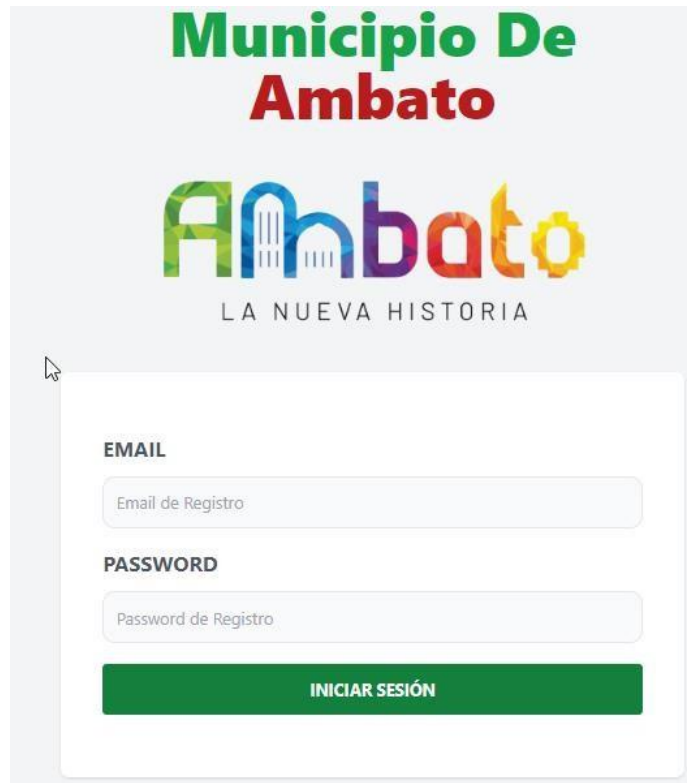 Municipio De
Ambato
AMbato
LA NUEVA HISTORIA
EMAIL
Email de Registro
PASSWORD
Password de Registro
INICIAR SESIÓN